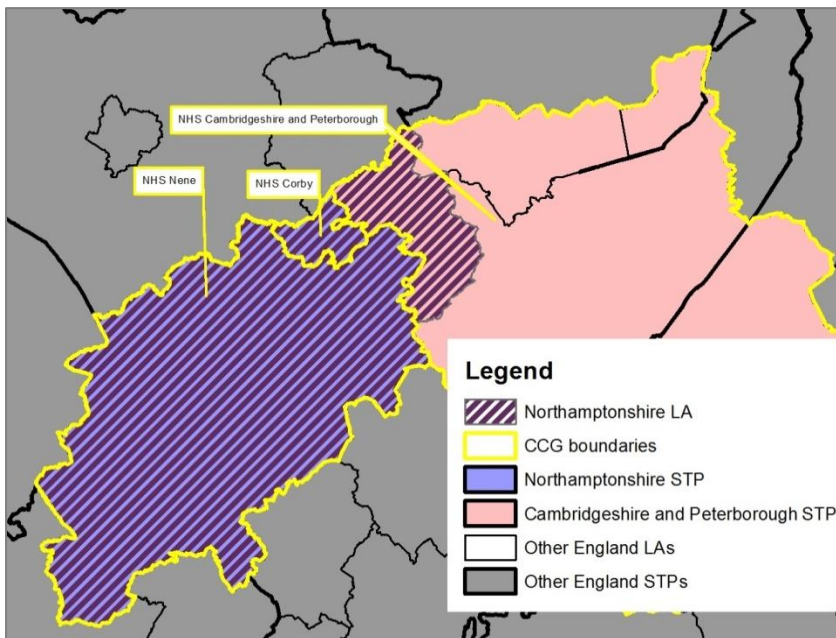 NHS Cambridgeshire and Peterborough
NHS Nene
NHS Corby
Legend
Northamptonshire LA
CCG boundaries
Northamptonshire STP
Cambridgeshire and Peterborough STP
Other England LAs
Other England STPs